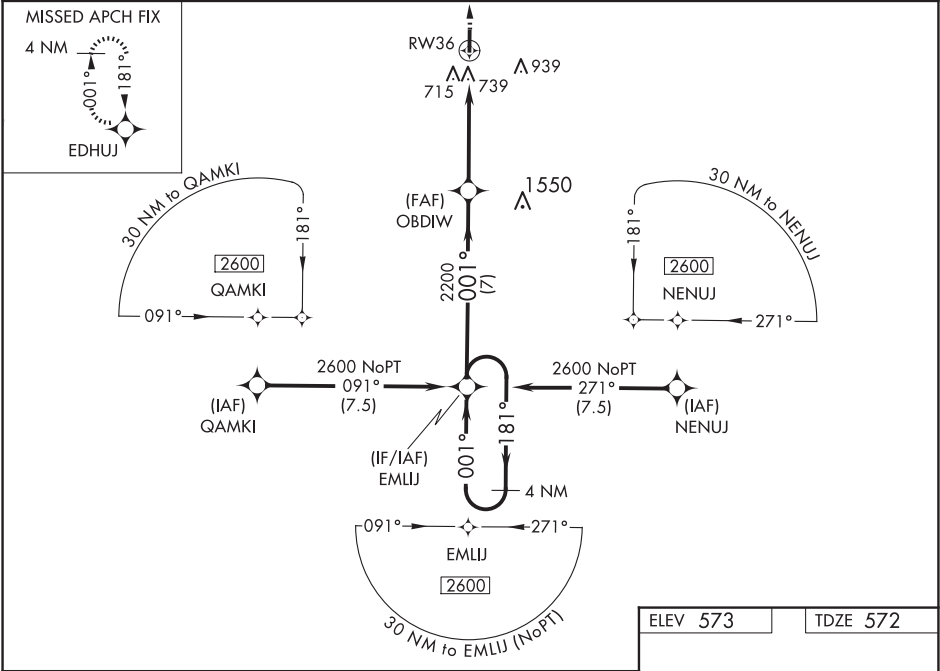 MISSED APCH FIX
4 NM
001°
181°
EDHUJ
RW36
715
739
939
(FAF)
OBDIW
1550
30 NM to QAMKI
181°
2600
QAMKI
091°
30 NM to NENUJ
181°
2600
NENUJ
271°
2200
001°
(7)
2600 NoPT
091°
(7.5)
(IAF)
QAMKI
2600 NoPT
271°
(7.5)
(IAF)
NENUJ
(IF/IAF)
EMLIJ
001°
181°
4 NM
091°
271°
EMLIJ
2600
30 NM to EMLIJ (NoPT)
ELEV 573
TDZE 572